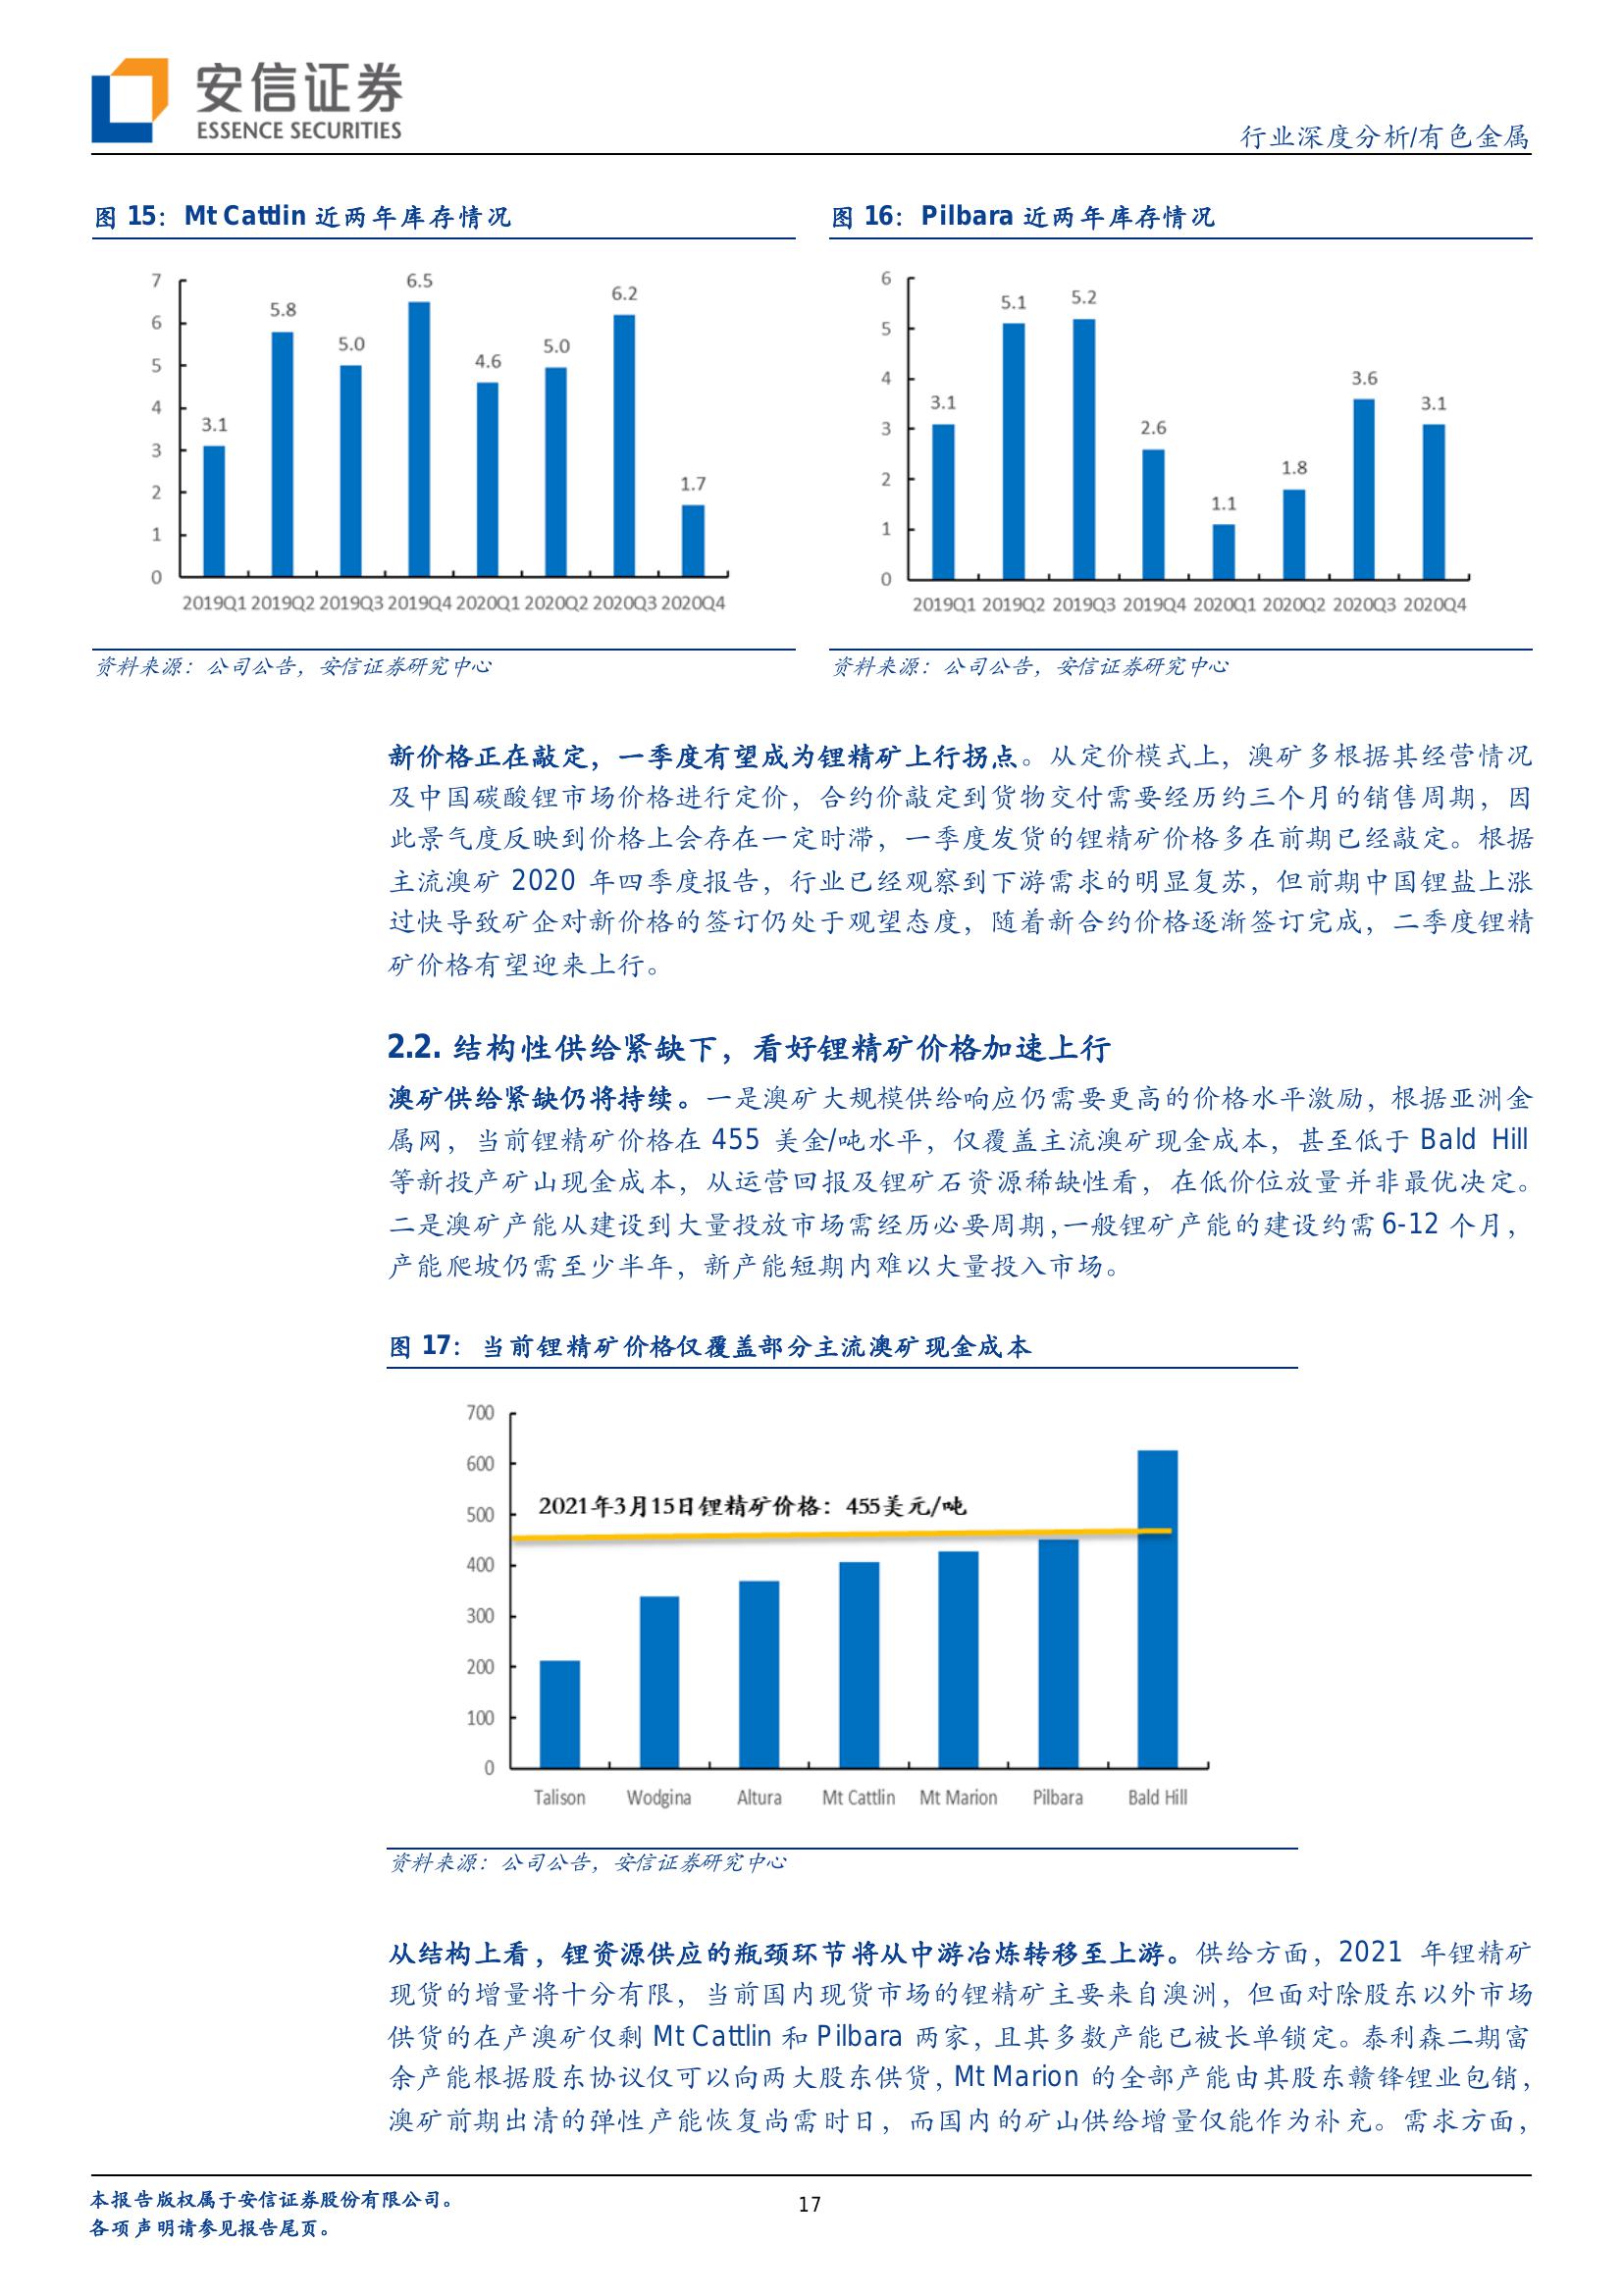 安信证券
ESSENCE SECURITIES
行业深度分析/有色金属
图 15：Mt Cattlin 近两年库存情况
7
6
5
4
3
2
1
0
3.1
5.8
5.0
6.5
4.6
5.0
6.2
1.7
2019Q1 2019Q2 2019Q3 2019Q4 2020Q1 2020Q2 2020Q3 2020Q4
资料来源：公司公告，安信证券研究中心
图 16：Pilbara 近两年库存情况
6
5
4
3
2
1
0
3.1
5.1
5.2
2.6
1.1
1.8
3.6
3.1
2019Q1 2019Q2 2019Q3 2019Q4 2020Q1 2020Q2 2020Q3 2020Q4
资料来源：公司公告，安信证券研究中心
新价格正在敲定，一季度有望成为锂精矿上行拐点。从定价模式上，澳矿多根据其经营情况
及中国碳酸锂市场价格进行定价，合约价敲定到货物交付需要经历约三个月的销售周期，因
此景气度反映到价格上会存在一定时滞，一季度发货的锂精矿价格多在前期已经敲定。根据
主流澳矿 2020 年四季度报告，行业已经观察到下游需求的明显复苏，但前期中国锂盐上涨
过快导致矿企对新价格的签订仍处于观望态度，随着新合约价格逐渐签订完成，二季度锂精
矿价格有望迎来上行。
2.2. 结构性供给紧缺下，看好锂精矿价格加速上行
澳矿供给紧缺仍将持续。一是澳矿大规模供给响应仍需要更高的价格水平激励，根据亚洲金
属网，当前锂精矿价格在 455 美金/吨水平，仅覆盖主流澳矿现金成本，甚至低于 Bald Hill
等新投产矿山现金成本，从运营回报及锂矿石资源稀缺性看，在低价位放量并非最优决定。
二是澳矿产能从建设到大量投放市场需经历必要周期，一般锂矿产能的建设约需 6-12 个月，
产能爬坡仍需至少半年，新产能短期内难以大量投入市场。
图 17：当前锂精矿价格仅覆盖部分主流澳矿现金成本
700
600
500
400
300
200
100
0
2021年3月15日锂精矿价格：455美元/吨
Talison Wodgina Altura Mt Cattlin Mt Marion Pilbara Bald Hill
资料来源：公司公告，安信证券研究中心
从结构上看，锂资源供应的瓶颈环节将从中游冶炼转移至上游。供给方面，2021 年锂精矿
现货的增量将十分有限，当前国内现货市场的锂精矿主要来自澳洲，但面对除股东以外市场
供货的在产澳矿仅剩 Mt Cattlin 和 Pilbara 两家，且其多数产能已被长单锁定。泰利森二期富
余产能根据股东协议仅可以向两大股东供货，Mt Marion 的全部产能由其股东赣锋锂业包销，
澳矿前期出清的弹性产能恢复尚需时日，而国内的矿山供给增量仅能作为补充。需求方面，
本报告版权属于安信证券股份有限公司。
各项声明请参见报告尾页。
17